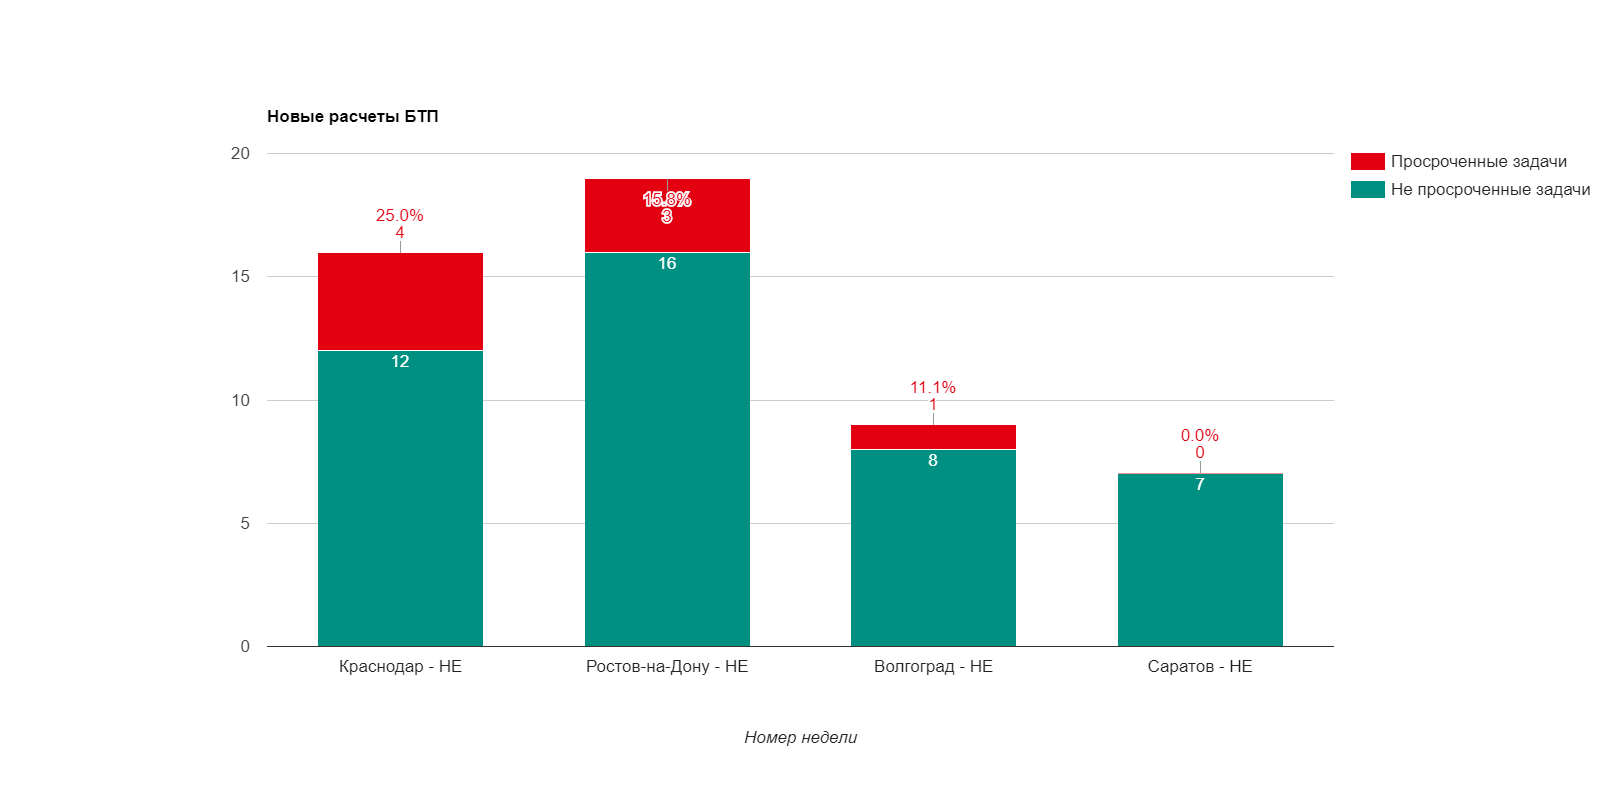 Новые расчеты БТП
Просроченные задачи
Не просроченные задачи
20
15
10
5
0
25.0%
4
12
15.8%
3
16
11.1%
1
8
0.0%
0
7
Краснодар - НЕ
Ростов-на-Дону - НЕ
Волгоград - НЕ
Саратов - НЕ
Номер недели